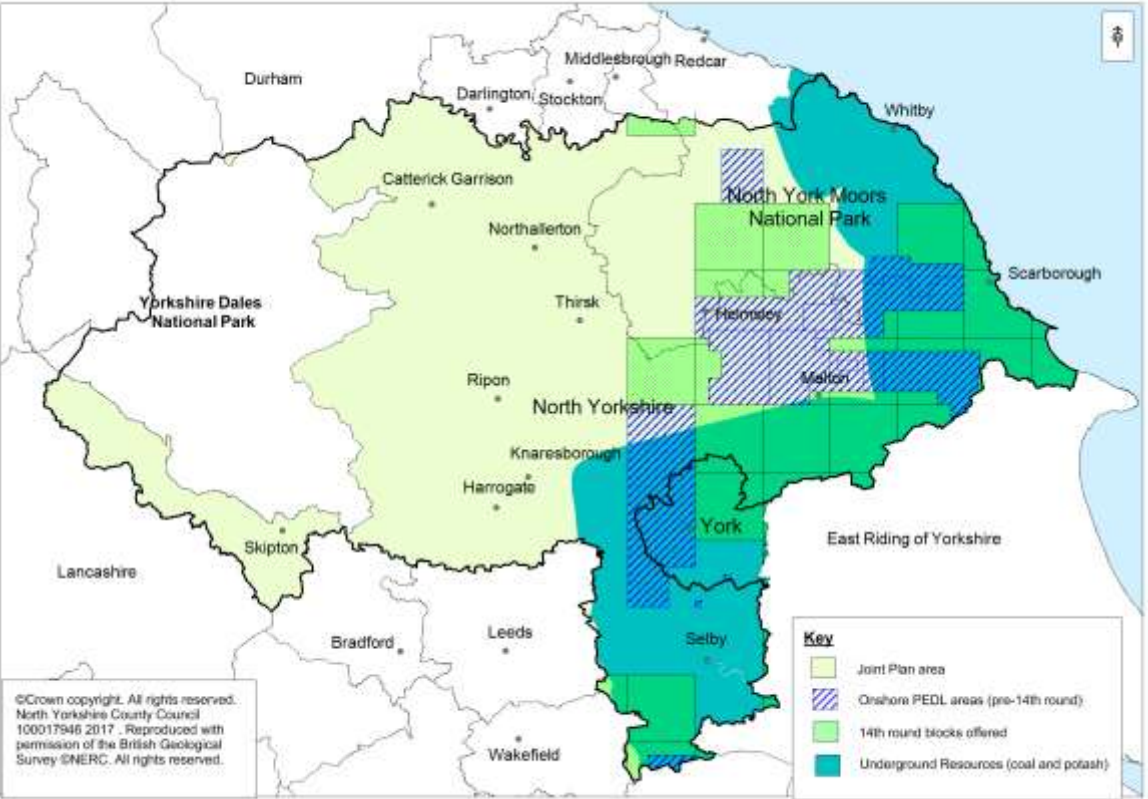 Middlesbrough
Redcar
Durham
Darlington
Stockton
Whitby
Catterick Garrison
North York Moors
National Park
Northallerton
Scarborough
Yorkshire Dales
National Park
Thirsk
Helmsley
Ripon
Malton
North Yorkshire
Knaresborough
Harrogate
York
East Riding of Yorkshire
Skipton
Lancashire
Bradford
Leeds
Selby
Wakefield
Key
Joint Plan area
Onshore PEDL areas (pre-14th round)
14th round blocks offered
Underground Resources (coal and potash)
©Crown copyright. All rights reserved.
North Yorkshire County Council
100017946 2017 . Reproduced with
permission of the British Geological
Survey ©NERC. All rights reserved.